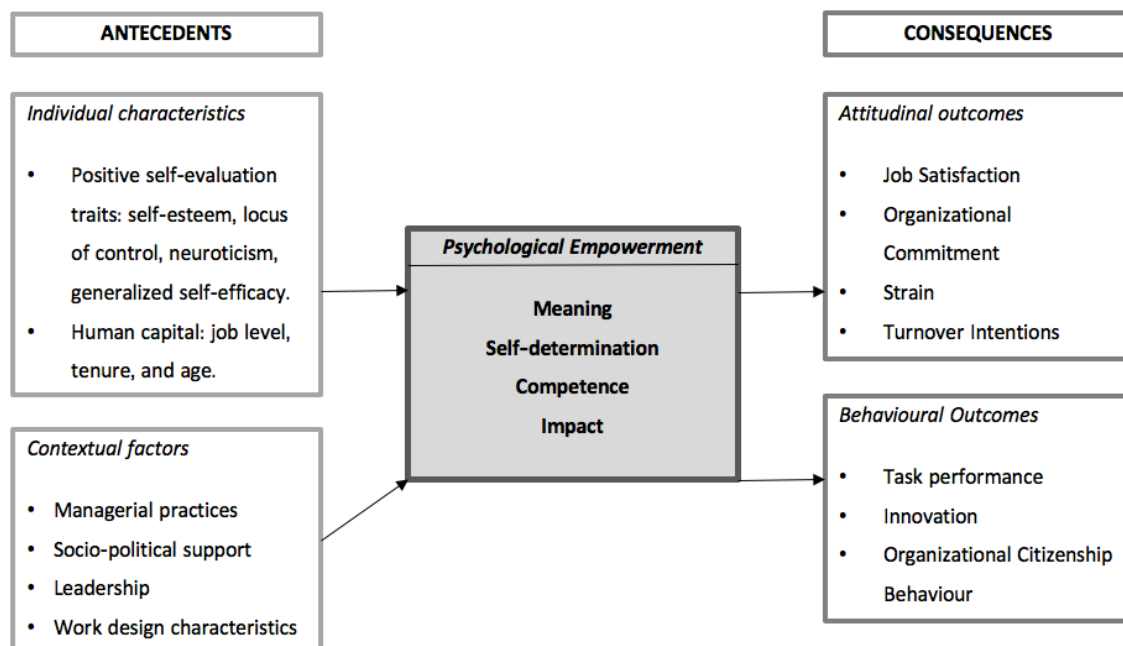 ANTECEDENTS
Individual characteristics
• Positive self-evaluation
traits: self-esteem, locus
of control, neuroticism,
generalized self-efficacy.
• Human capital: job level,
tenure, and age.
Contextual factors
• Managerial practices
• Socio-political support
• Leadership
• Work design characteristics
Psychological Empowerment
Meaning
Self-determination
Competence
Impact
CONSEQUENCES
Attitudinal outcomes
• Job Satisfaction
• Organizational
Commitment
• Strain
• Turnover Intentions
Behavioural Outcomes
• Task performance
• Innovation
• Organizational Citizenship
Behaviour